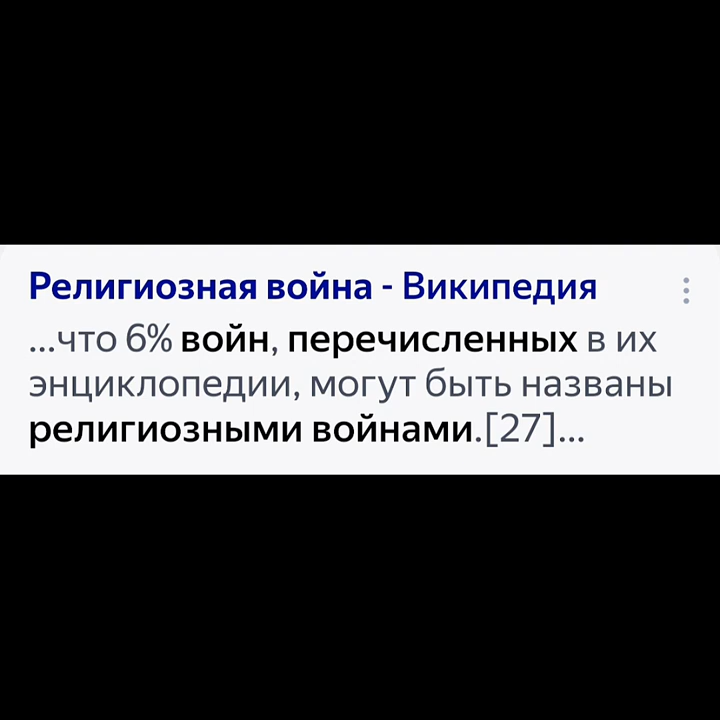 Религиозная война - Википедия
...что 6% войн, перечисленных в их
энциклопедии, могут быть названы
религиозными войнами.[27]...